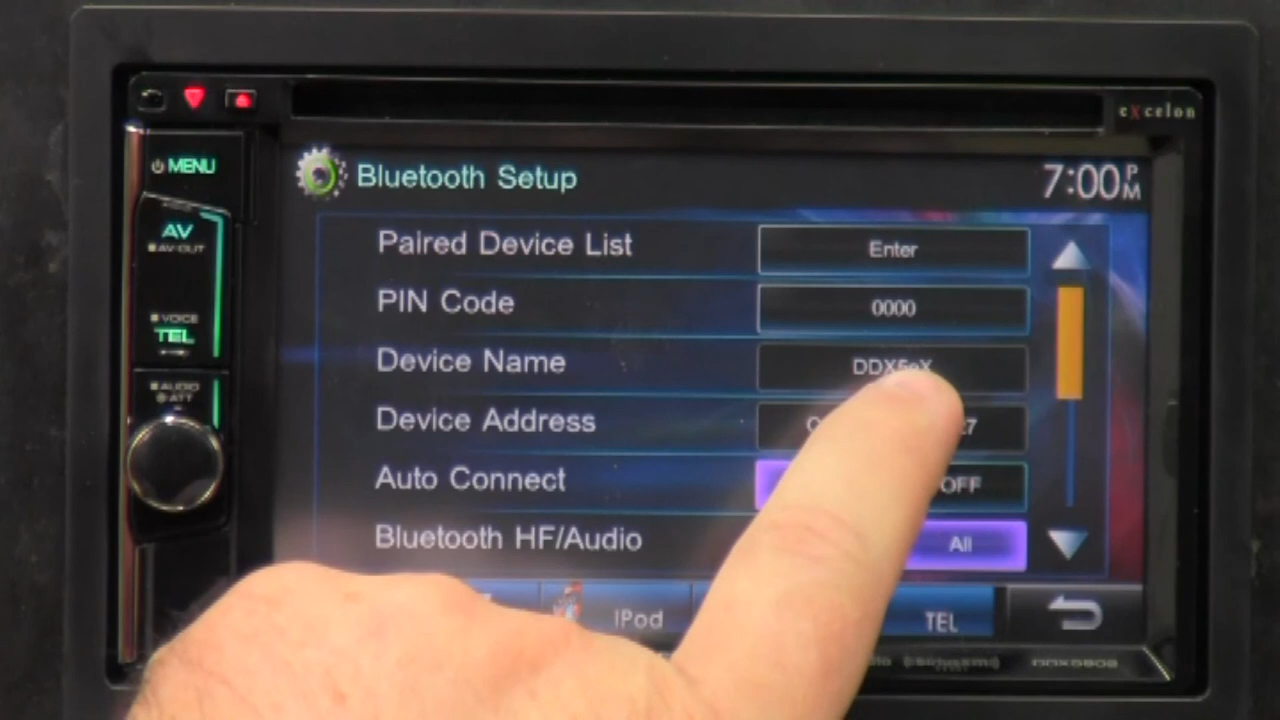 eXcelon
MENU
Bluetooth Setup
7:00 PM
AV
AV OUT
Paired Device List
Enter
PIN Code
0000
VOICE
TEL
Device Name
AUDIO
ATT
Device Address
27
Auto Connect
OFF
Bluetooth HF/Audio
All
iPod
TEL